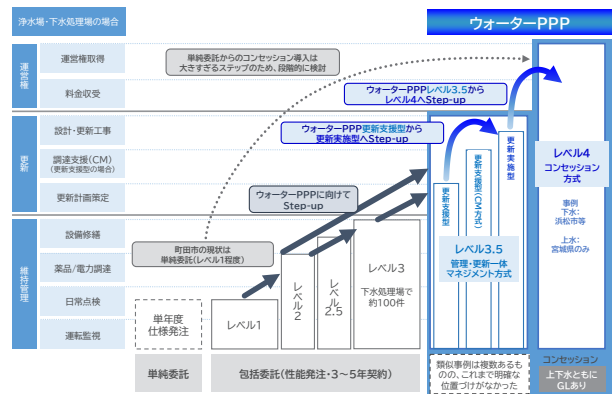 浄水場・下水処理場の場合
ウォーターPPP
運営権
運営権取得
料金収受
更新
設計・更新工事
調達支援(CM)
(更新支援型の場合)
更新計画策定
維持管理
設備修繕
薬品/電力調達
日常点検
運転監視
単純委託からのコンセッション導入は
大きすぎるステップのため、段階的に検討
ウォーターPPPレベル3.5から
レベル4へStep-up
ウォーターPPP更新支援型から
更新実施型へStep-up
ウォーターPPPに向けて
Step-up
町田市の現状は
単純委託(レベル1程度)
単年度
仕様発注
レベル1
レベル2
レベル2.5
レベル3
下水処理場で
約100件
更新支援型
更新支援型(CM方式)
更新実施型
レベル3.5
管理・更新一体
マネジメント方式
レベル4
コンセッション
方式
事例
下水:
浜松市等
上水:
宮城県のみ
単純委託
包括委託(性能発注・3~5年契約)
類似事例は複数あるも
のの、これまで明確な
位置づけがなかった
コンセッション
上下水ともに
GLあり